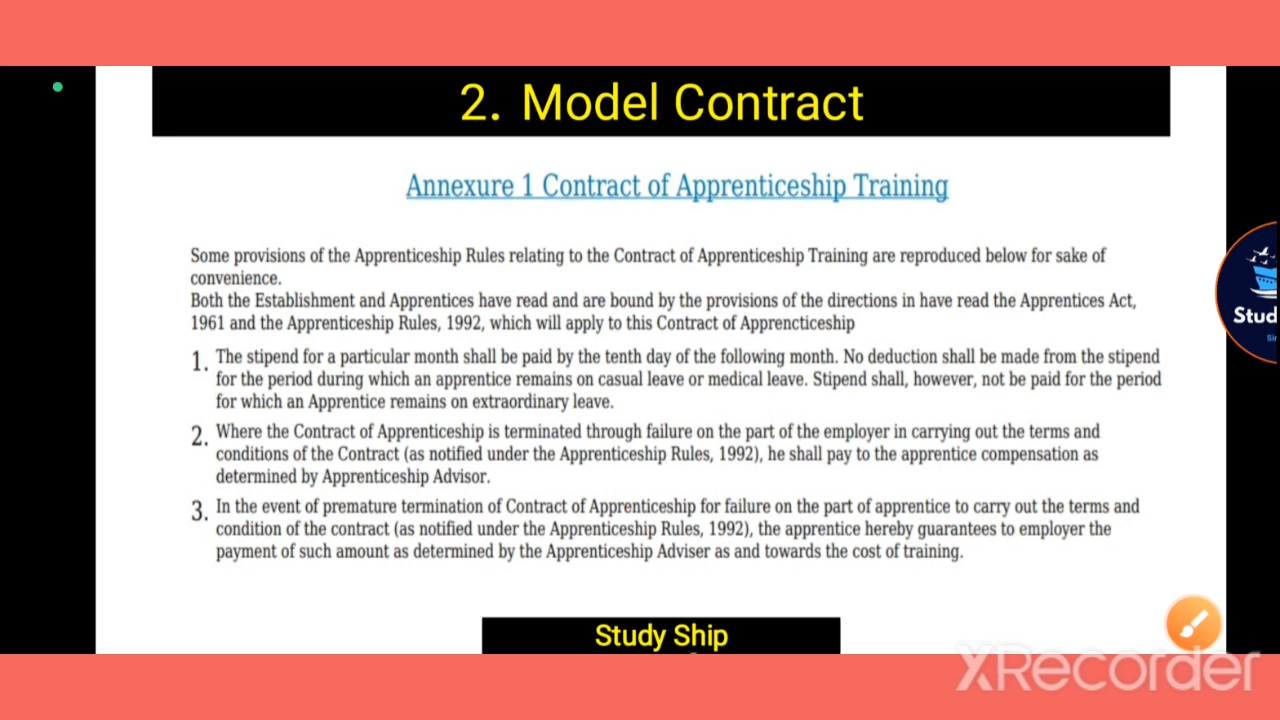 2. Model Contract
Annexure 1 Contract of Apprenticeship Training
Some provisions of the Apprenticeship Rules relating to the Contract of Apprenticeship Training are reproduced below for sake of
convenience.
Both the Establishment and Apprentices have read and are bound by the provisions of the directions in have read the Apprentices Act,
1961 and the Apprenticeship Rules, 1992, which will apply to this Contract of Apprencticeship
1. The stipend for a particular month shall be paid by the tenth day of the following month. No deduction shall be made from the stipend
for the period during which an apprentice remains on casual leave or medical leave. Stipend shall, however, not be paid for the period
for which an Apprentice remains on extraordinary leave.
2. Where the Contract of Apprenticeship is terminated through failure on the part of the employer in carrying out the terms and
conditions of the Contract (as notified under the Apprenticeship Rules, 1992), he shall pay to the apprentice compensation as
determined by Apprenticeship Advisor.
3. In the event of premature termination of Contract of Apprenticeship for failure on the part of apprentice to carry out the terms and
condition of the contract (as notified under the Apprenticeship Rules, 1992), the apprentice hereby guarantees to employer the
payment of such amount as determined by the Apprenticeship Adviser as and towards the cost of training.
Stud
Study Ship
XRecorder